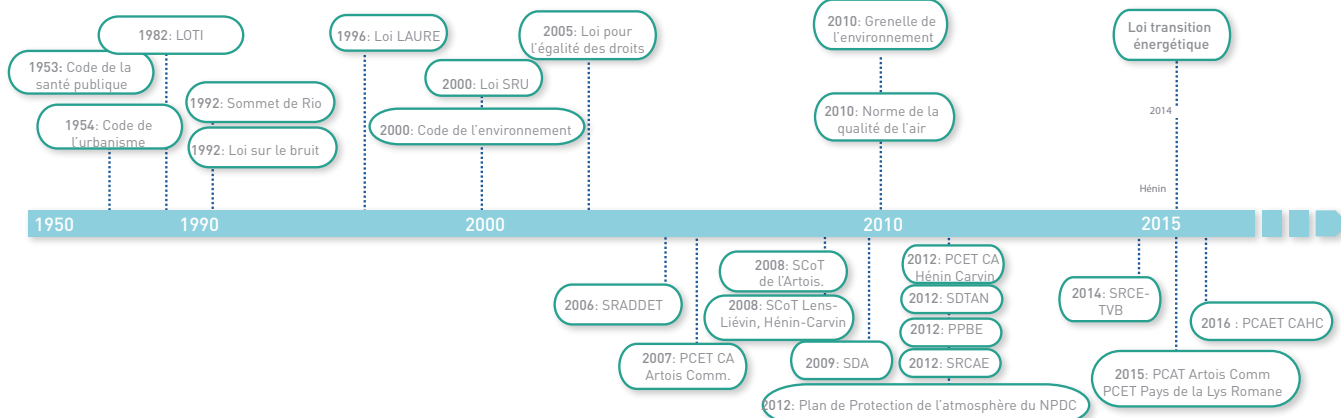 1982: LOTI
1953: Code de la
santé publique
1954: Code de
l'urbanisme
1992: Sommet de Rio
1992: Loi sur le bruit
1996: Loi LAURE
2005: Loi pour
l'égalité des droits
2000: Loi SRU
2000: Code de l'environnement
2010: Grenelle de
l'environnement
2010: Norme de la
qualité de l'air
Loi transition
énergétique
2014
Hénin
1950
1990
2000
2010
2015
2006: SRADDET
2007: PCET CA
Artois Comm.
2008: SCoT
de l'Artois.
2008: SCoT Lens-
Liévin, Hénin-Carvin
2009: SDA
2012: PCET CA
Hénin Carvin
2012: SDTAN
2012: PPBE
2012: SRCAE
2012: Plan de Protection de l'atmosphère du NPDC
2014: SRCE-
TVB
2016 : PCAET CAHC
2015: PCAT Artois Comm
PCET Pays de la Lys Romane